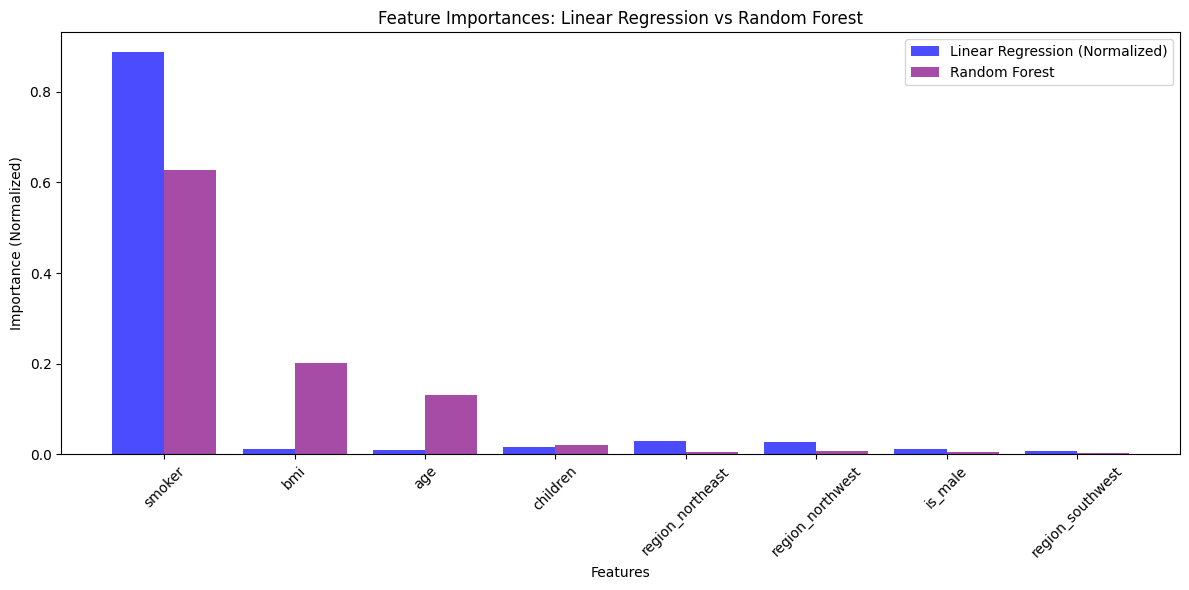 Feature Importances: Linear Regression vs Random Forest
Linear Regression (Normalized)
Random Forest
Importance (Normalized)
0.8
0.6
0.4
0.2
0.0
smoker
bmi
age
children
region_northeast
region_northwest
is_male
region_southwest
Features